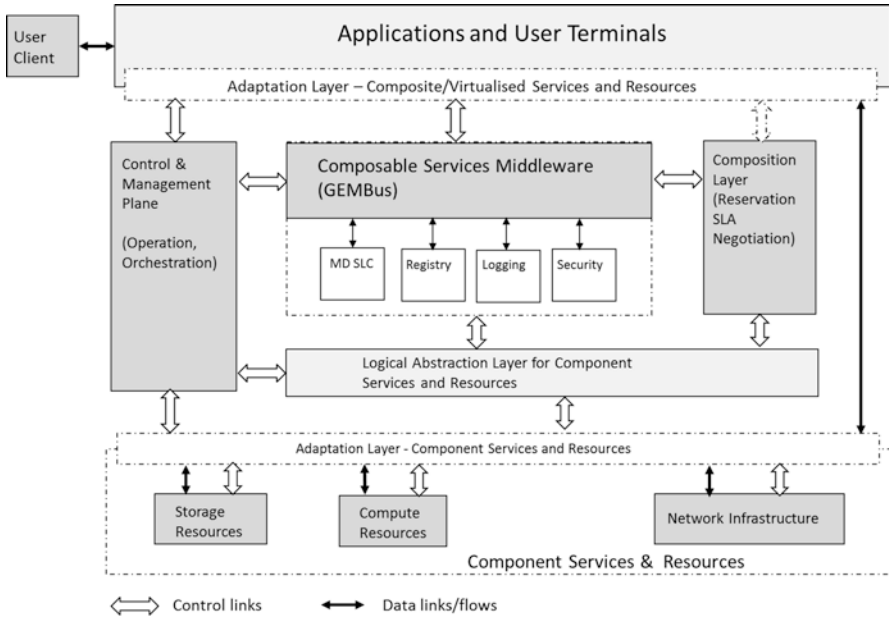 User
Client
Applications and User Terminals
Adaptation Layer – Composite/Virtualised Services and Resources
Control &
Management
Plane
(Operation,
Orchestration)
Composable Services Middleware
(GEMBus)
Composition
Layer
(Reservation
SLA
Negotiation)
MD SLC
Registry
Logging
Security
Logical Abstraction Layer for Component
Services and Resources
Adaptation Layer - Component Services and Resources
Storage
Resources
Compute
Resources
Network Infrastructure
Component Services & Resources
Control links
Data links/flows